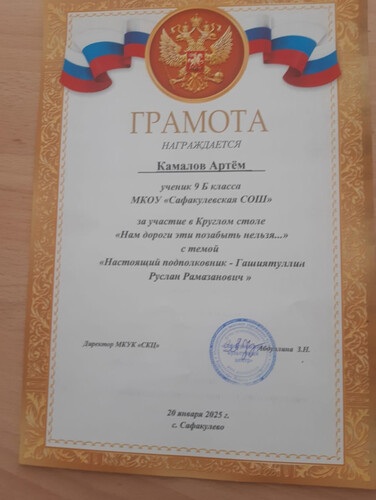 ГРАМОТА
НАГРАЖДАЕТСЯ
Камалов Артём
ученик 9 Б класса
МКОУ «Сафакулевская СОШ»
за участие в Круглом столе
«Нам дороги эти позабыть нельзя...»
с темой
«Настоящий подполковник - Гашиятуллин
Руслан Рамазанович »
Директор МКУК «СКЦ» Абдуллина З.Н.
20 января 2025 г.
с. Сафакулево